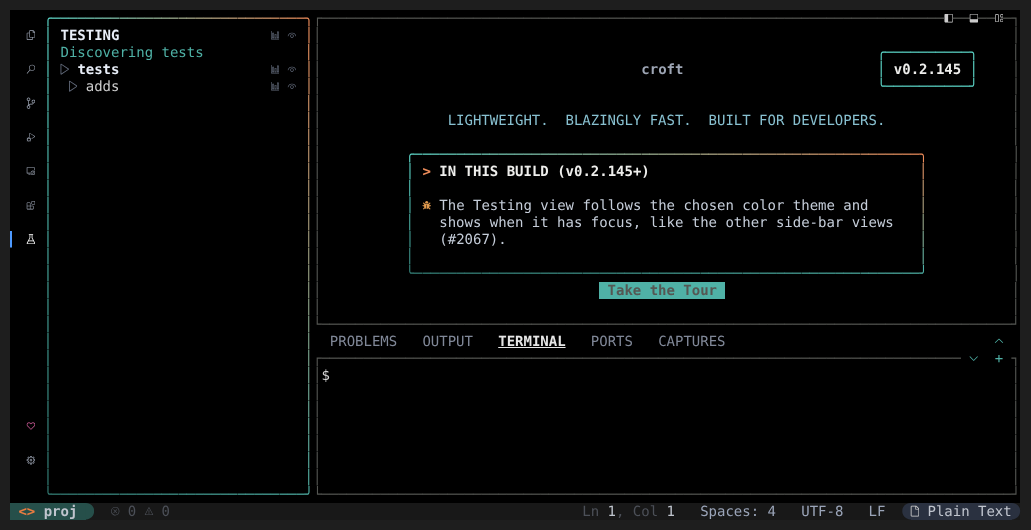 TESTING
Discovering tests
tests
adds
croft
v0.2.145
LIGHTWEIGHT.  BLAZINGLY FAST.  BUILT FOR DEVELOPERS.
> IN THIS BUILD (v0.2.145+)
The Testing view follows the chosen color theme and
shows when it has focus, like the other side-bar views
(#2067).
Take the Tour
PROBLEMS   OUTPUT   TERMINAL   PORTS   CAPTURES
$
<> proj   0   0   Ln 1, Col 1   Spaces: 4   UTF-8   LF   Plain Text